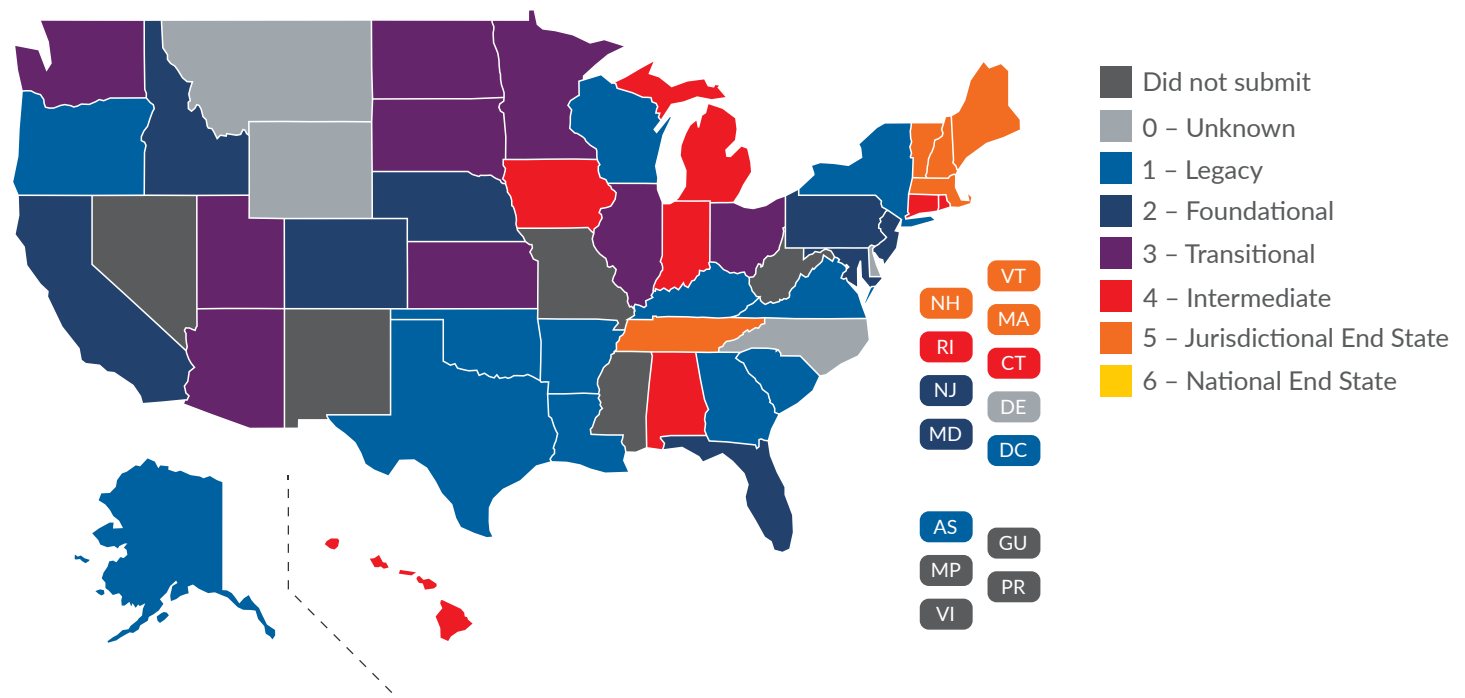 Did not submit
0 – Unknown
1 – Legacy
2 – Foundational
3 – Transitional
4 – Intermediate
5 – Jurisdictional End State
6 – National End State
VT
NH
MA
RI
CT
NJ
DE
MD
DC
AS
GU
MP
PR
VI